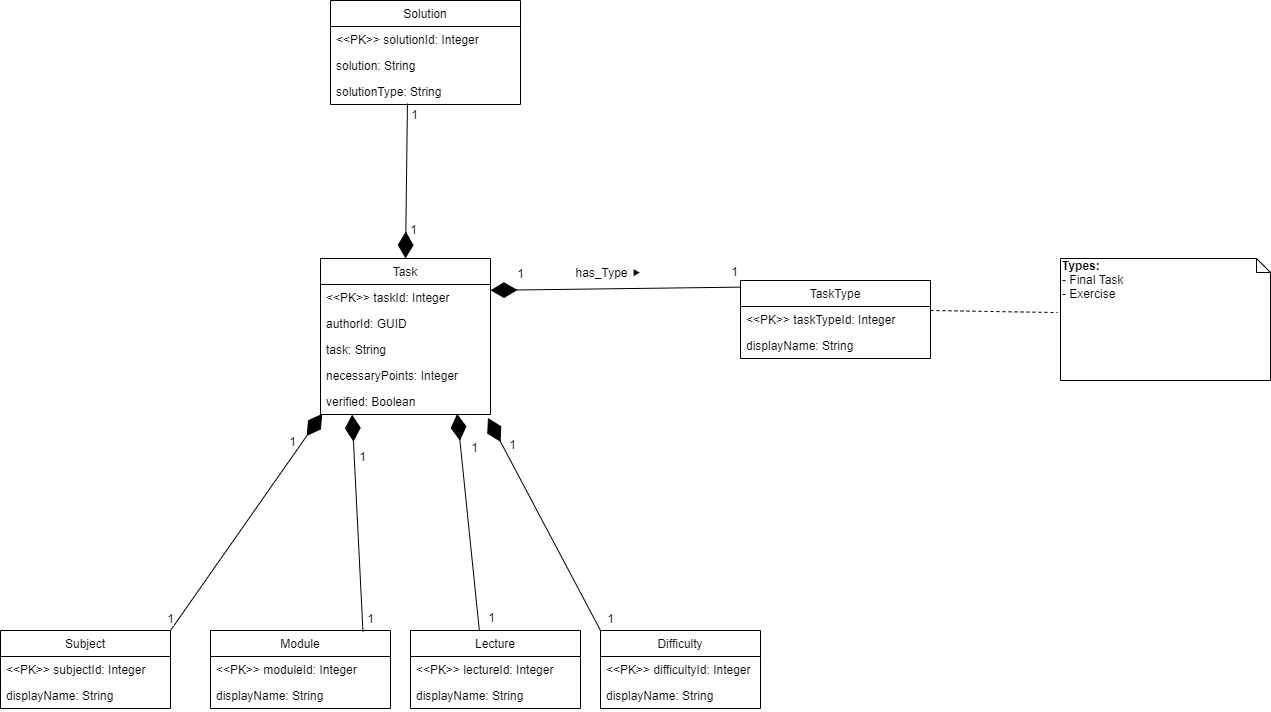 Solution
<<PK>> solutionId: Integer
solution: String
solutionType: String
1
1
Task
<<PK>> taskId: Integer
authorId: GUID
task: String
necessaryPoints: Integer
verified: Boolean
1
has_Type
1
TaskType
<<PK>> taskTypeId: Integer
displayName: String
Types:
- Final Task
- Exercise
1
1
1
1
1
1
1
1
Subject
<<PK>> subjectId: Integer
displayName: String
Module
<<PK>> moduleId: Integer
displayName: String
Lecture
<<PK>> lectureId: Integer
displayName: String
Difficulty
<<PK>> difficultyId: Integer
displayName: String